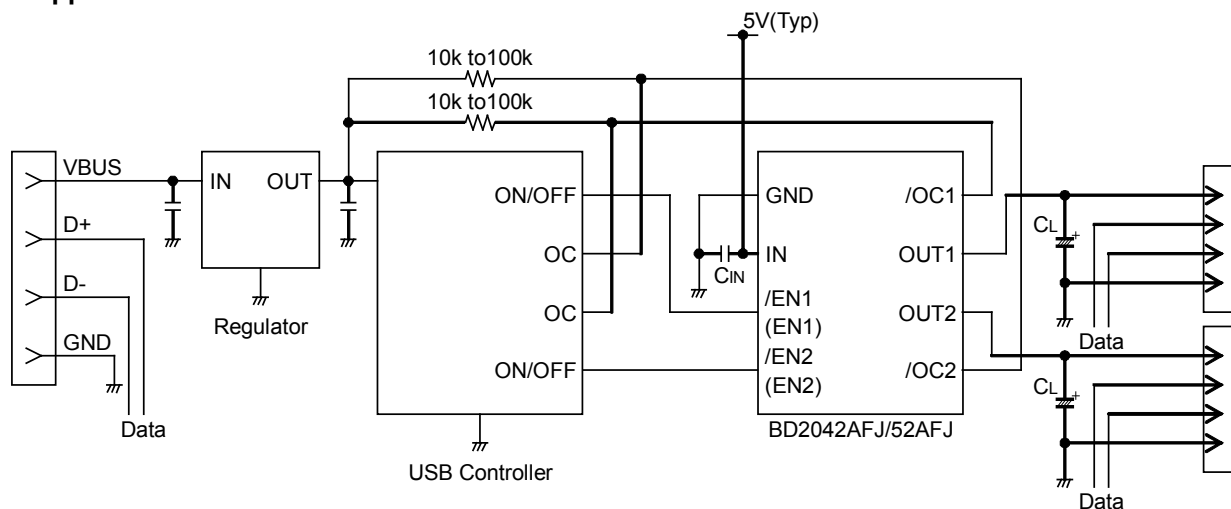 5V(Typ)
10k to100k
10k to100k
VBUS
D+
D-
GND
Data
IN OUT
Regulator
ON/OFF
OC
OC
ON/OFF
USB Controller
CIN
GND
IN
/EN1
(EN1)
/EN2
(EN2)
/OC1
OUT1
OUT2
/OC2
BD2042AFJ/52AFJ
CL
+
Data
CL
+
Data